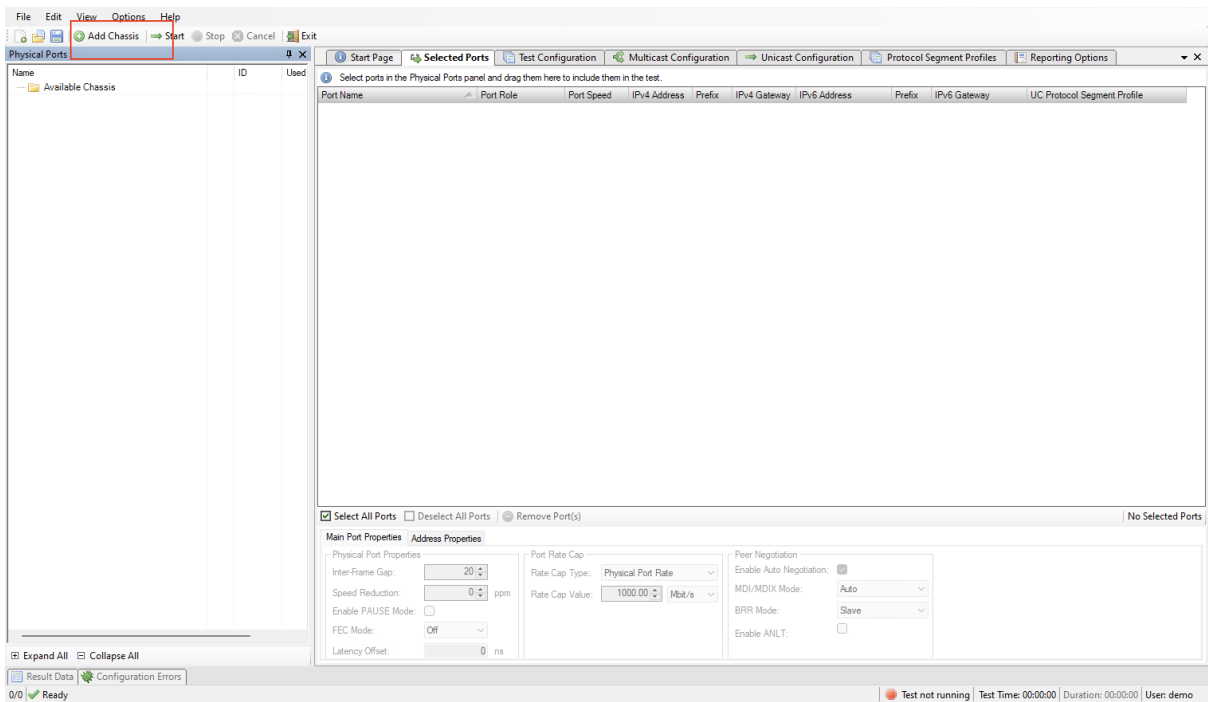 File Edit View Options Help
Add Chassis Start Stop Cancel Exit
Physical Ports
Name ID Used
Available Chassis
Expand All Collapse All
Start Page Selected Ports Test Configuration Multicast Configuration Unicast Configuration Protocol Segment Profiles Reporting Options
Select ports in the Physical Ports panel and drag them here to include them in the test.
Port Name Port Role Port Speed IPv4 Address Prefix IPv4 Gateway IPv6 Address Prefix IPv6 Gateway UC Protocol Segment Profile
Select All Ports Deselect All Ports Remove Port(s) No Selected Ports
Main Port Properties Address Properties
Physical Port Properties
Inter-Frame Gap: 20
Speed Reduction: 0 ppm
Enable PAUSE Mode:
FEC Mode: Off
Latency Offset: 0 ns
Port Rate Cap
Rate Cap Type: Physical Port Rate
Rate Cap Value: 1000.00 Mbit/s
Peer Negotiation
Enable Auto Negotiation:
MDI/MDIX Mode: Auto
BRR Mode: Slave
Enable ANLT:
Result Data Configuration Errors
0/0 Ready Test not running Test Time: 00:00:00 Duration: 00:00:00 User: demo